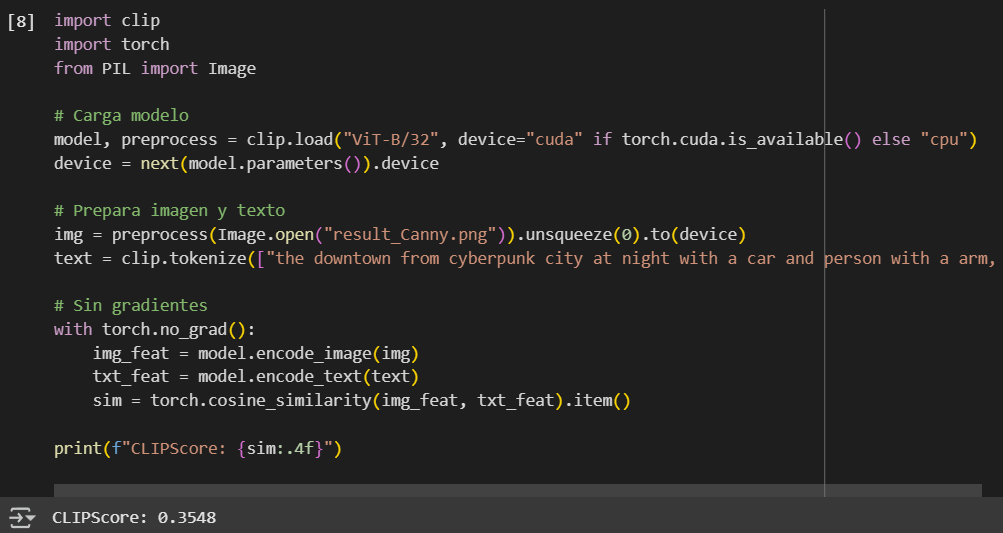 [8] import clip
import torch
from PIL import Image
# Carga modelo
model, preprocess = clip.load("ViT-B/32", device="cuda" if torch.cuda.is_available() else "cpu")
device = next(model.parameters()).device
# Prepara imagen y texto
img = preprocess(Image.open("result_Canny.png")).unsqueeze(0).to(device)
text = clip.tokenize(["the downtown from cyberpunk city at night with a car and person with a arm,
# Sin gradientes
with torch.no_grad():
    img_feat = model.encode_image(img)
    txt_feat = model.encode_text(text)
    sim = torch.cosine_similarity(img_feat, txt_feat).item()
print(f"CLIPScore: {sim:.4f}")
CLIPScore: 0.3548